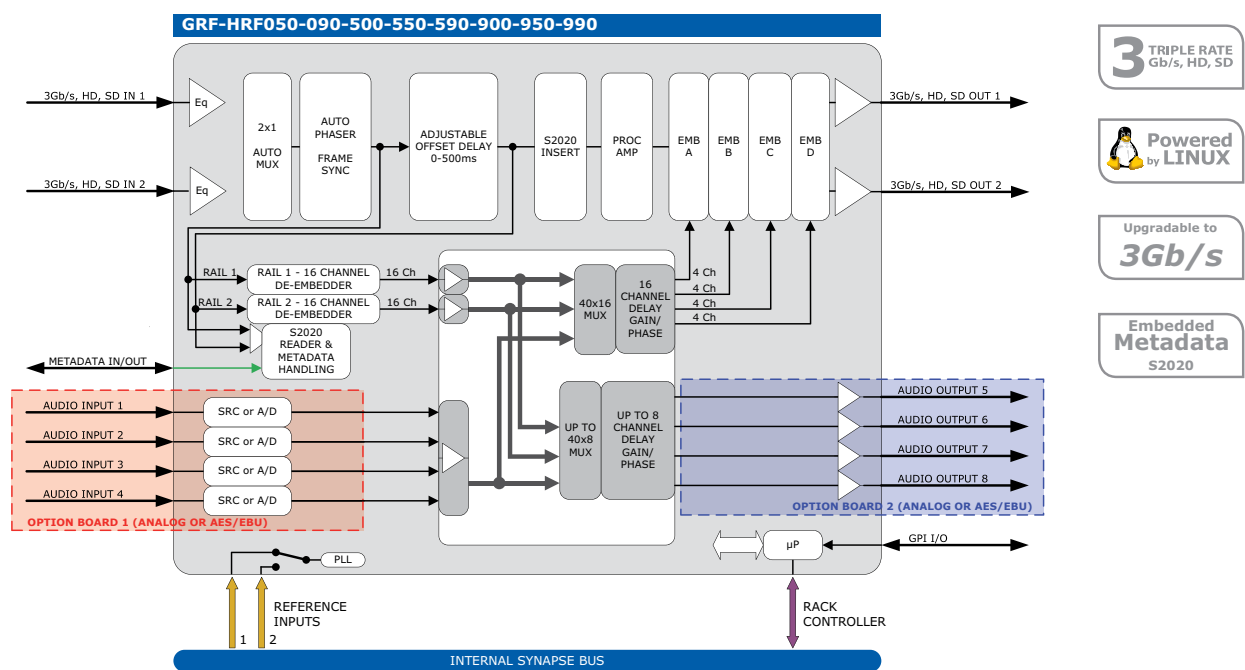 GRF-HRF050-090-500-550-590-900-950-990
3Gb/s, HD, SD IN 1
3Gb/s, HD, SD IN 2
Eq
Eq
2x1
AUTO
MUX
AUTO
PHASER
FRAME
SYNC
ADJUSTABLE
OFFSET DELAY
0-500ms
S2020
INSERT
PROC
AMP
EMB
A
EMB
B
EMB
C
EMB
D
3Gb/s, HD, SD OUT 1
3Gb/s, HD, SD OUT 2
RAIL 1
RAIL 1 - 16 CHANNEL
DE-EMBEDDER
16 Ch
RAIL 2
RAIL 2 - 16 CHANNEL
DE-EMBEDDER
16 Ch
S2020
READER &
METADATA
HANDLING
METADATA IN/OUT
40x16
MUX
16
CHANNEL
DELAY
GAIN/
PHASE
4 Ch
4 Ch
4 Ch
4 Ch
AUDIO INPUT 1
SRC or A/D
AUDIO INPUT 2
SRC or A/D
AUDIO INPUT 3
SRC or A/D
AUDIO INPUT 4
SRC or A/D
OPTION BOARD 1 (ANALOG OR AES/EBU)
UP TO
40x8
MUX
UP TO 8
CHANNEL
DELAY
GAIN/
PHASE
AUDIO OUTPUT 5
AUDIO OUTPUT 6
AUDIO OUTPUT 7
AUDIO OUTPUT 8
OPTION BOARD 2 (ANALOG OR AES/EBU)
PLL
µP
GPI I/O
REFERENCE
INPUTS
1
2
RACK
CONTROLLER
INTERNAL SYNAPSE BUS
3 TRIPLE RATE
Gb/s, HD, SD
Powered
by LINUX
Upgradable to
3Gb/s
Embedded
Metadata
S2020